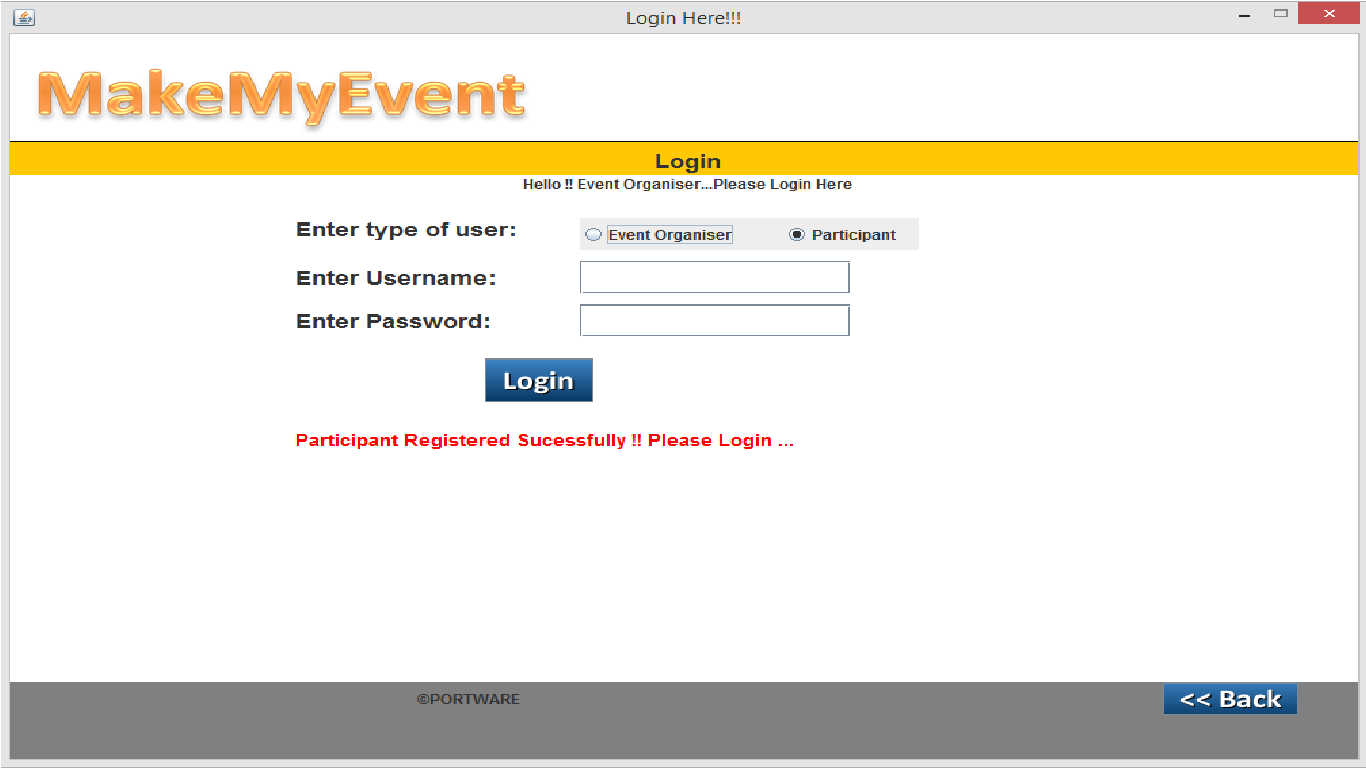 Login Here!!!
MakeMyEvent
Login
Hello !! Event Organiser...Please Login Here
Enter type of user: Event Organiser Participant
Enter Username:
Enter Password:
Login
Participant Registered Sucessfully !! Please Login ...
©PORTWARE << Back